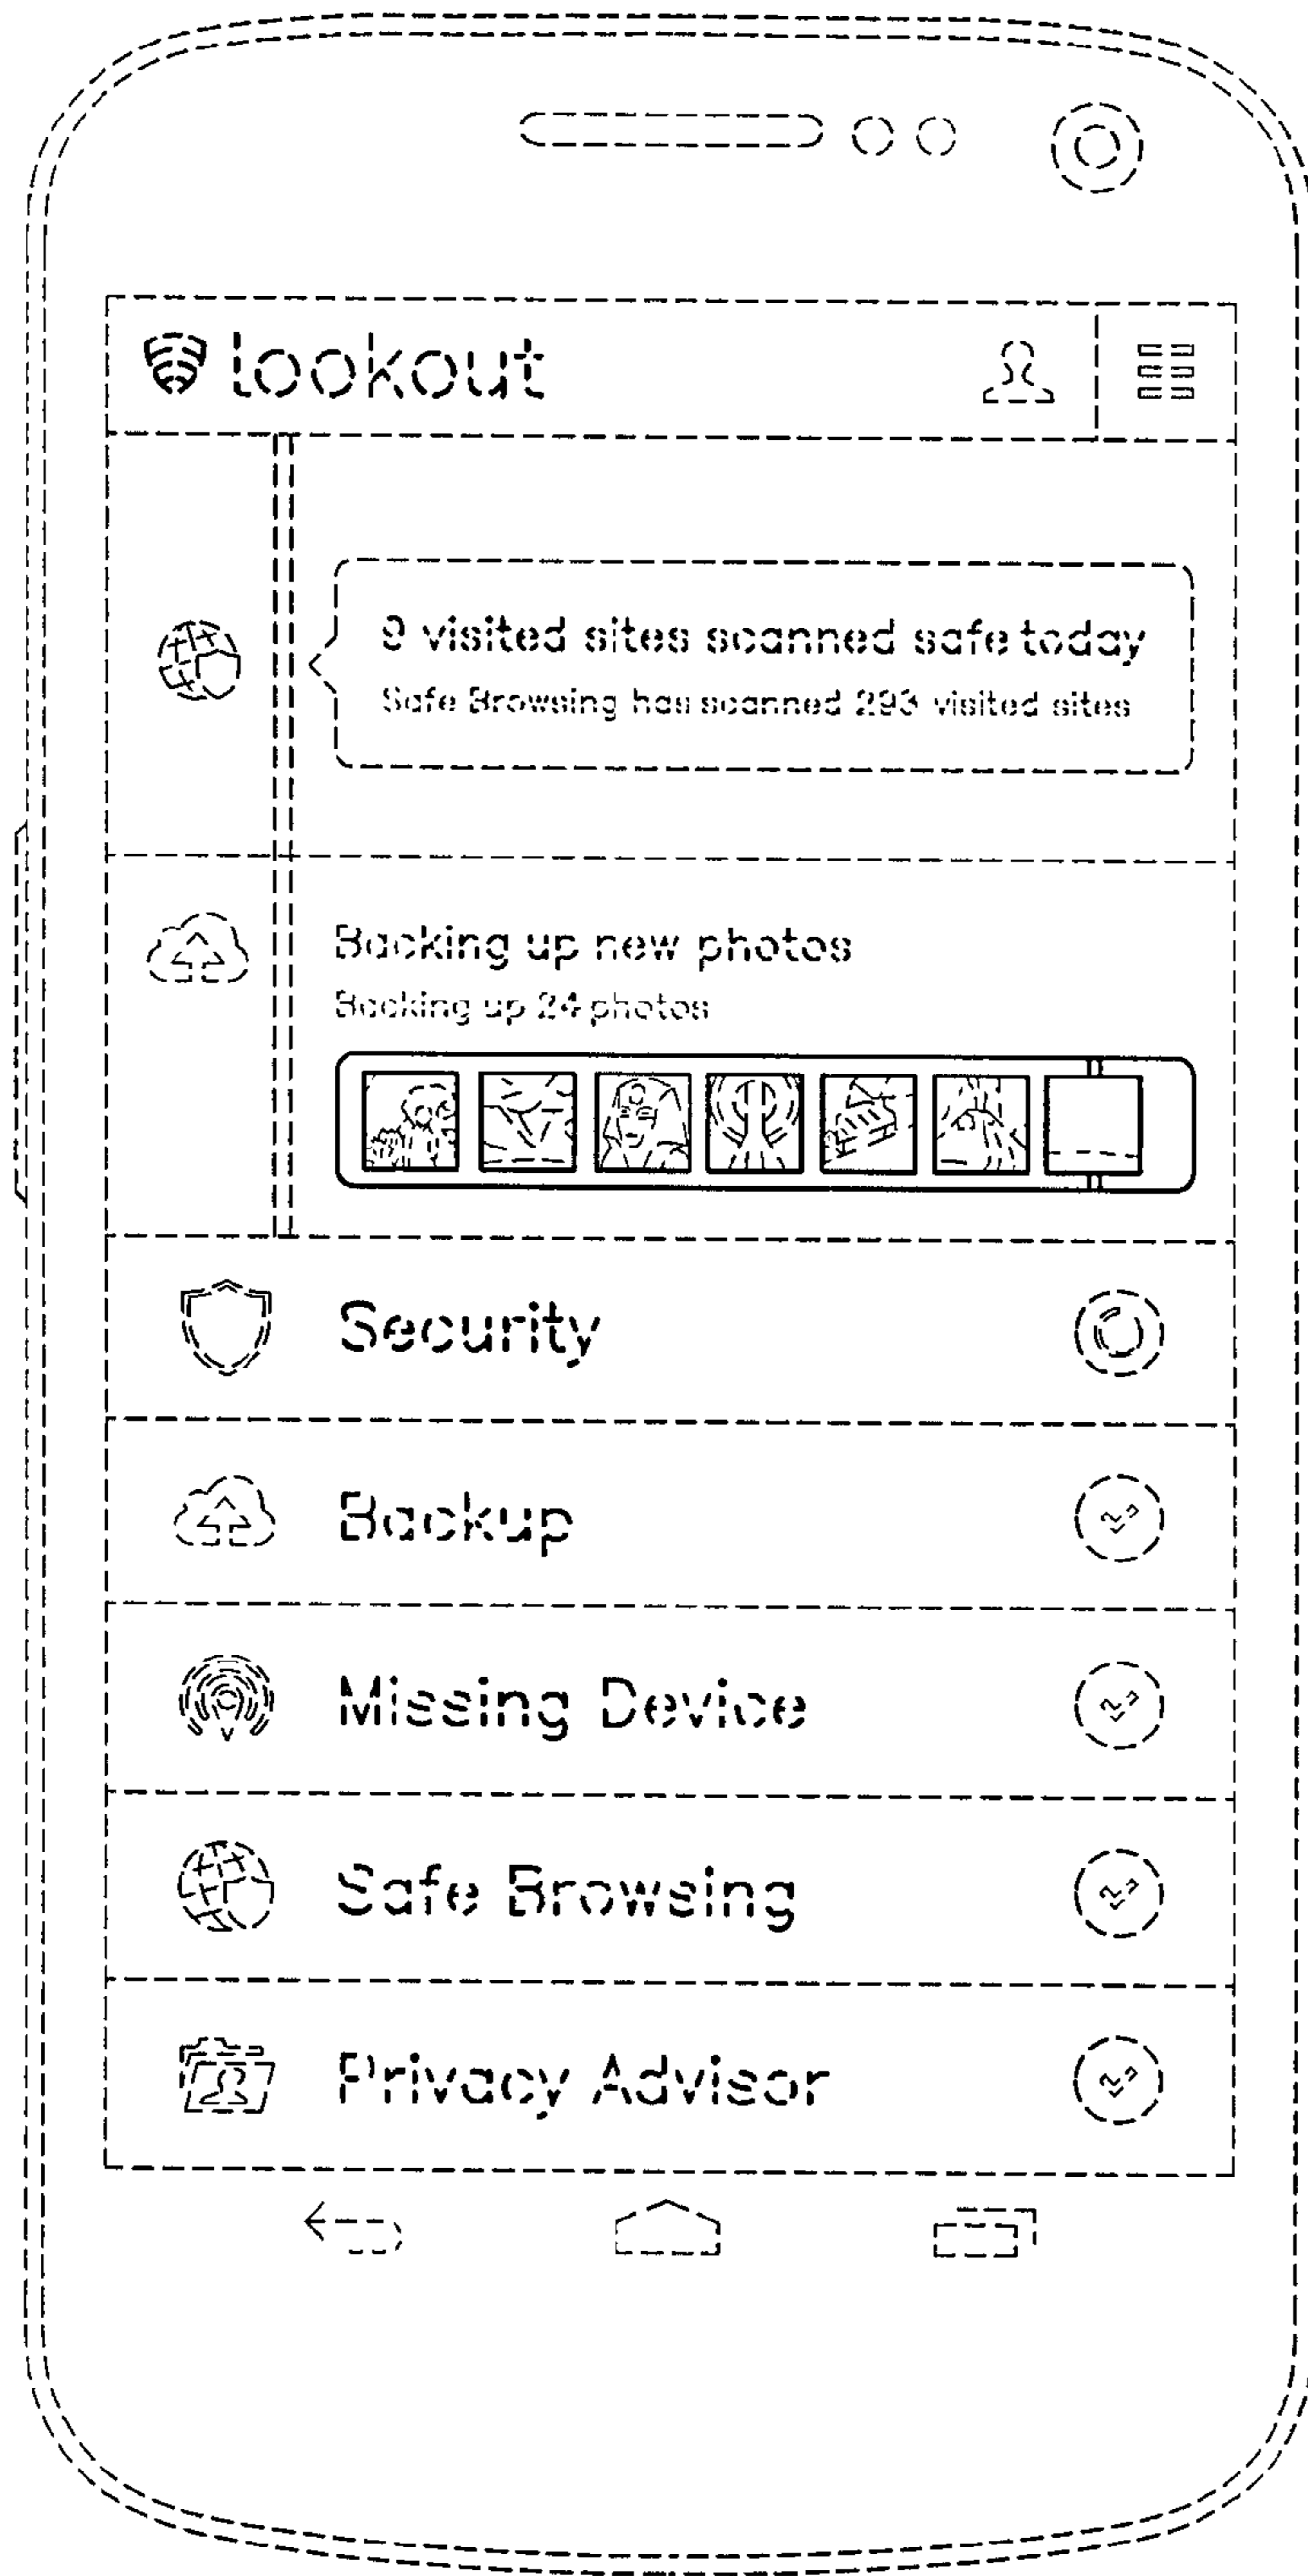 lookout
9 visited sites scanned safe today
Safe Browsing has scanned 293 visited sites
Backing up new photos
Backing up 24 photos
Security
Backup
Missing Device
Safe Browsing
Privacy Advisor